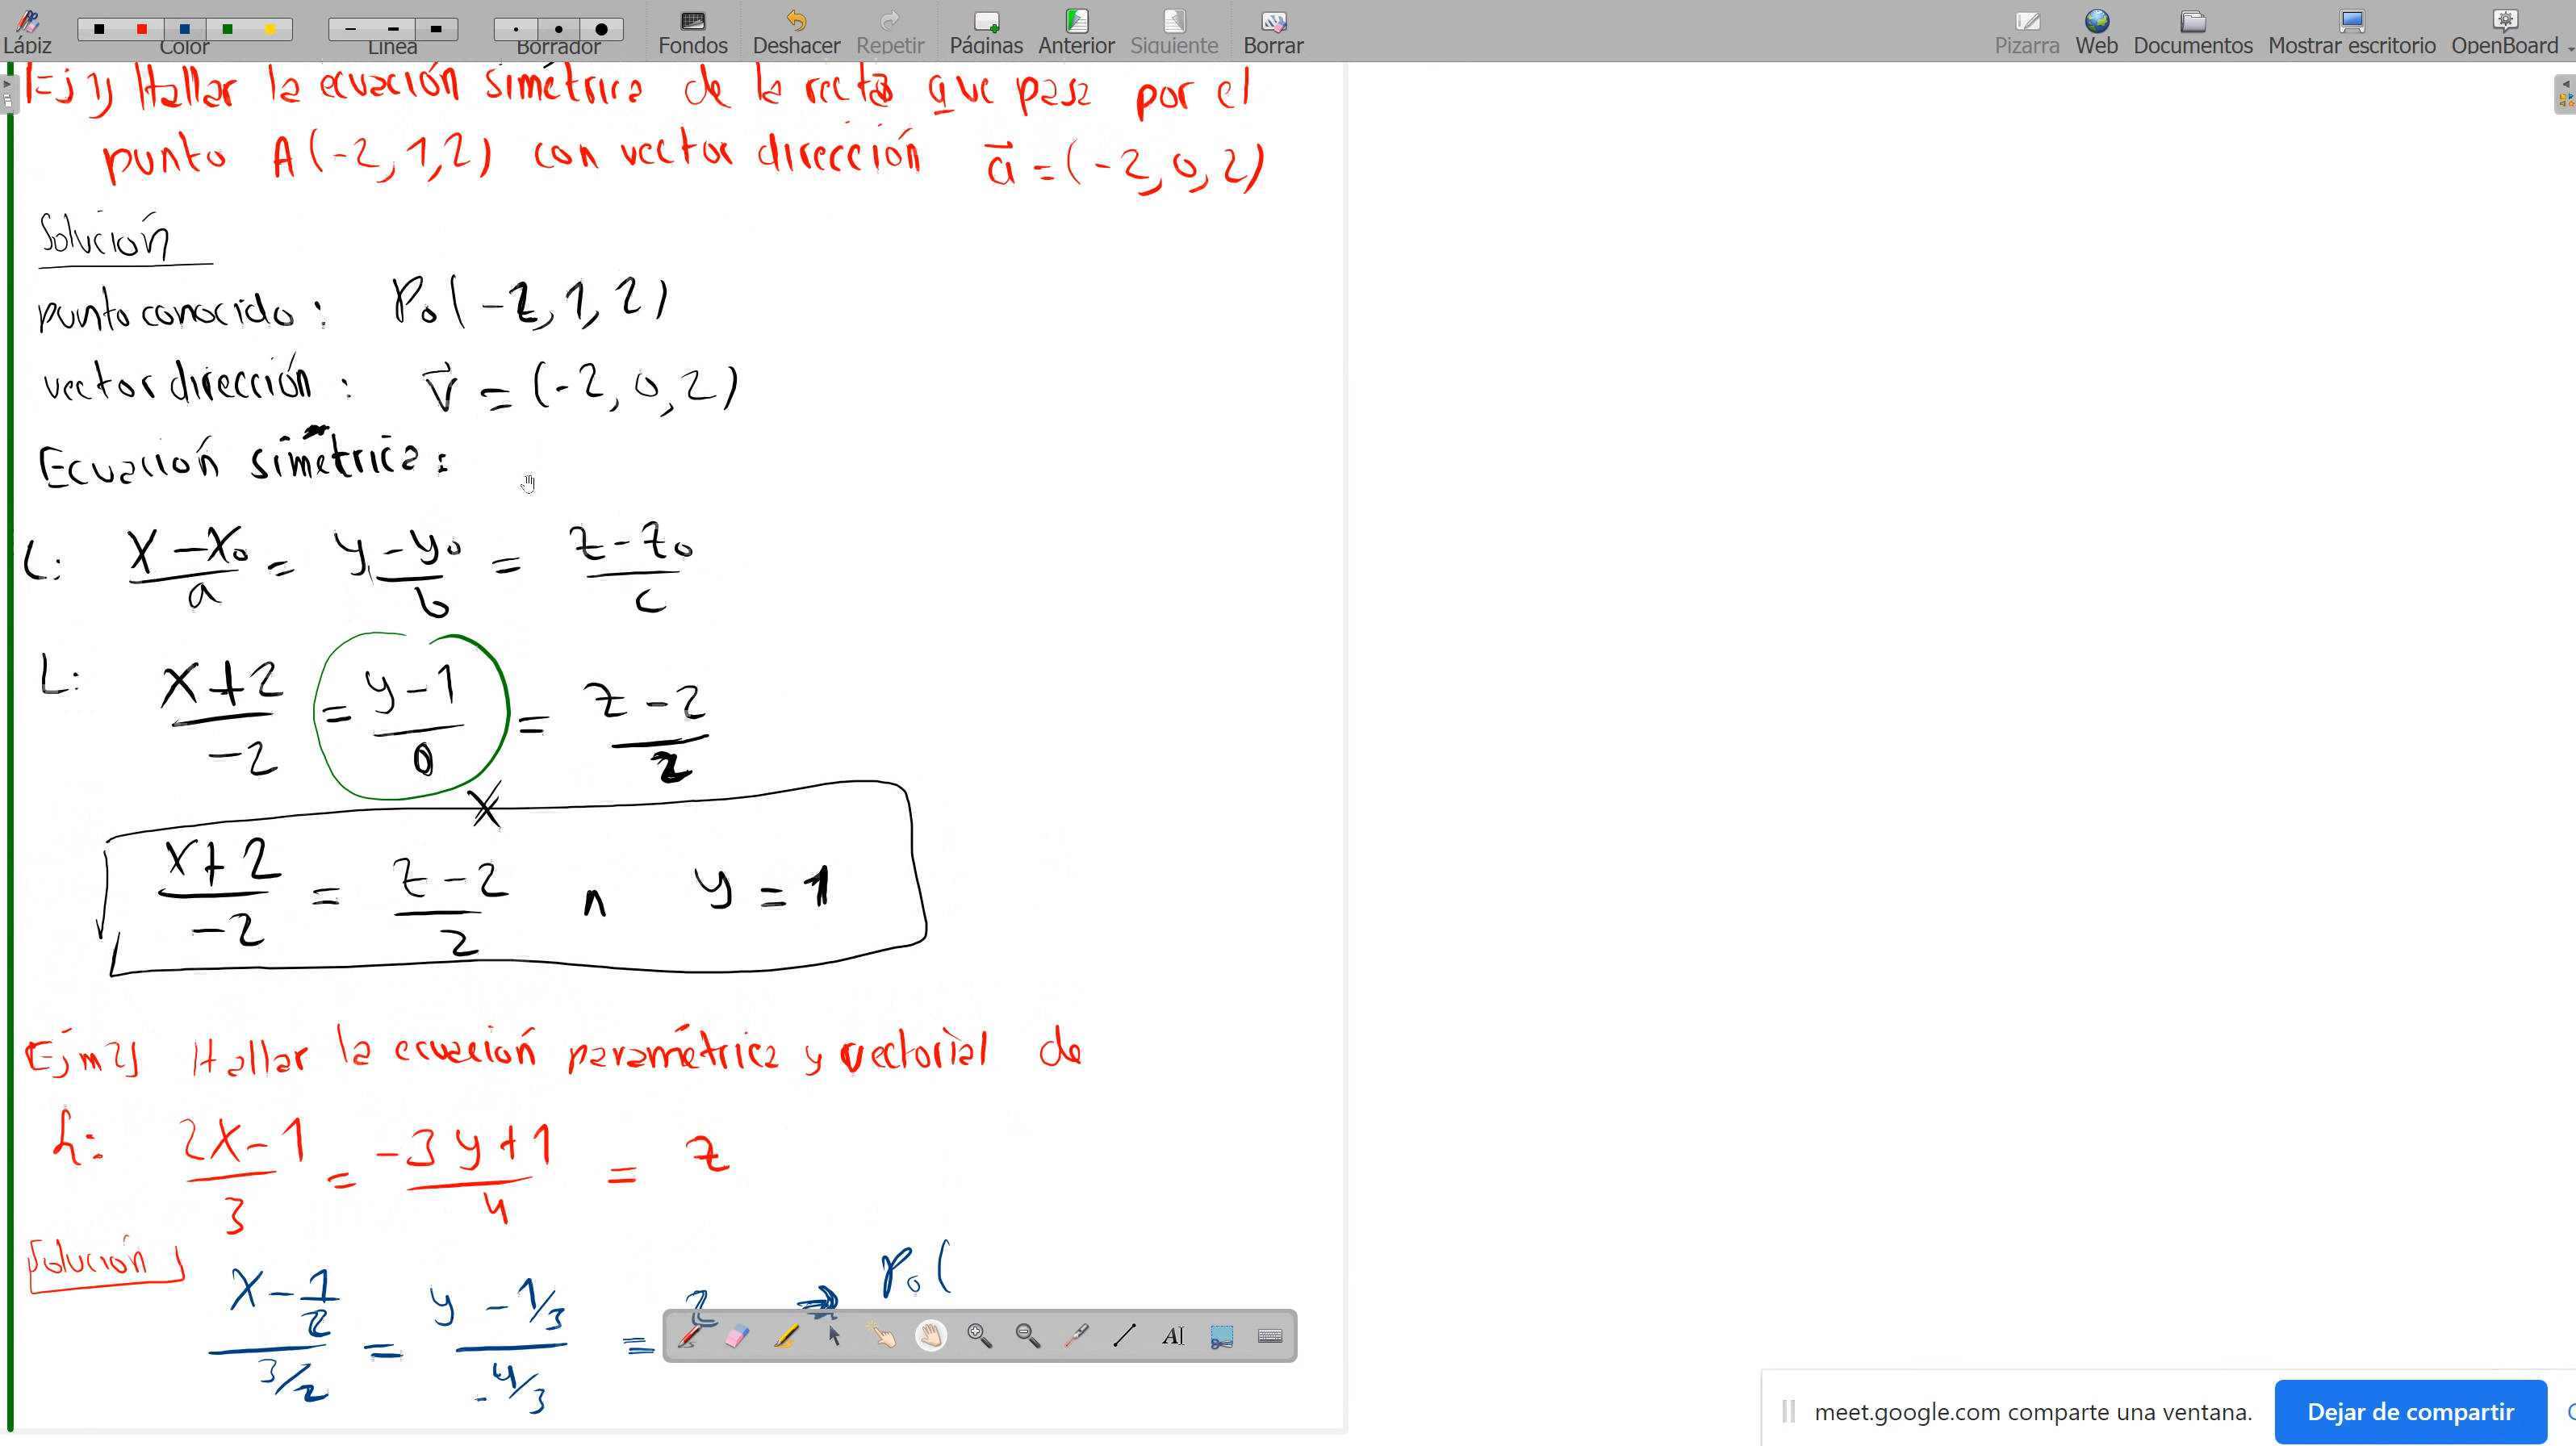 Lápiz Color Línea Borrador Fondos Deshacer Repetir Páginas Anterior Siguiente Borrar Pizarra Web Documentos Mostrar escritorio OpenBoard
Ej 1) Hallar la ecuación simétrica de la recta que pasa por el
punto A(-2, 1, 2) con vector dirección a⃗ = (-2, 0, 2)
Solución
punto conocido: P₀(-2, 1, 2)
vector dirección: v⃗ = (-2, 0, 2)
Ecuación simétrica:
L: (x - x₀)/a = (y - y₀)/b = (z - z₀)/c
L: (x + 2)/-2 = (y - 1)/0 = (z - 2)/2
(x + 2)/-2 = (z - 2)/2 ∧ y = 1
Ejm 2) Hallar la ecuación paramétrica y vectorial de
L: (2x - 1)/3 = (-3y + 1)/4 = z
Solución
(x - 1/2)/(3/2) = (y - 1/3)/(-4/3) = z → P₀(
meet.google.com comparte una ventana.
Dejar de compartir